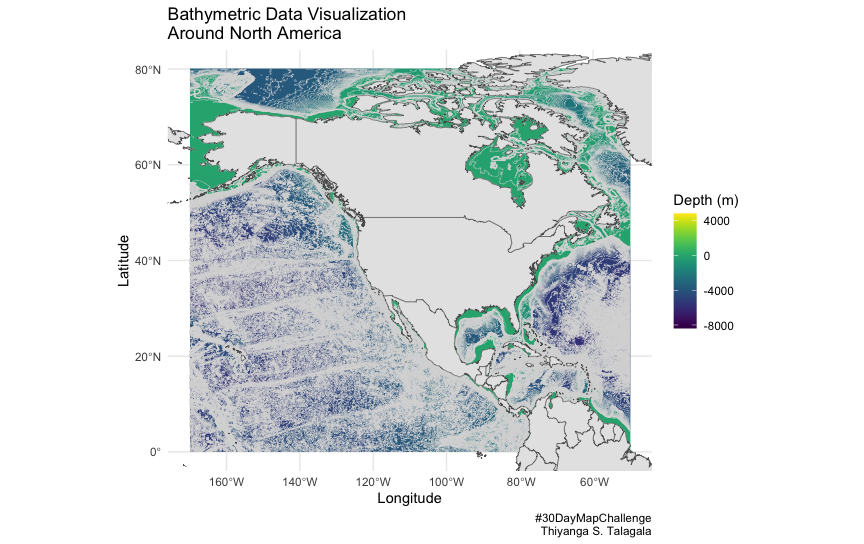 Bathymetric Data Visualization
Around North America
80°N
60°N
40°N
20°N
0°
Latitude
160°W
140°W
120°W
100°W
80°W
60°W
Longitude
Depth (m)
4000
0
-4000
-8000
#30DayMapChallenge
Thiyanga S. Talagala